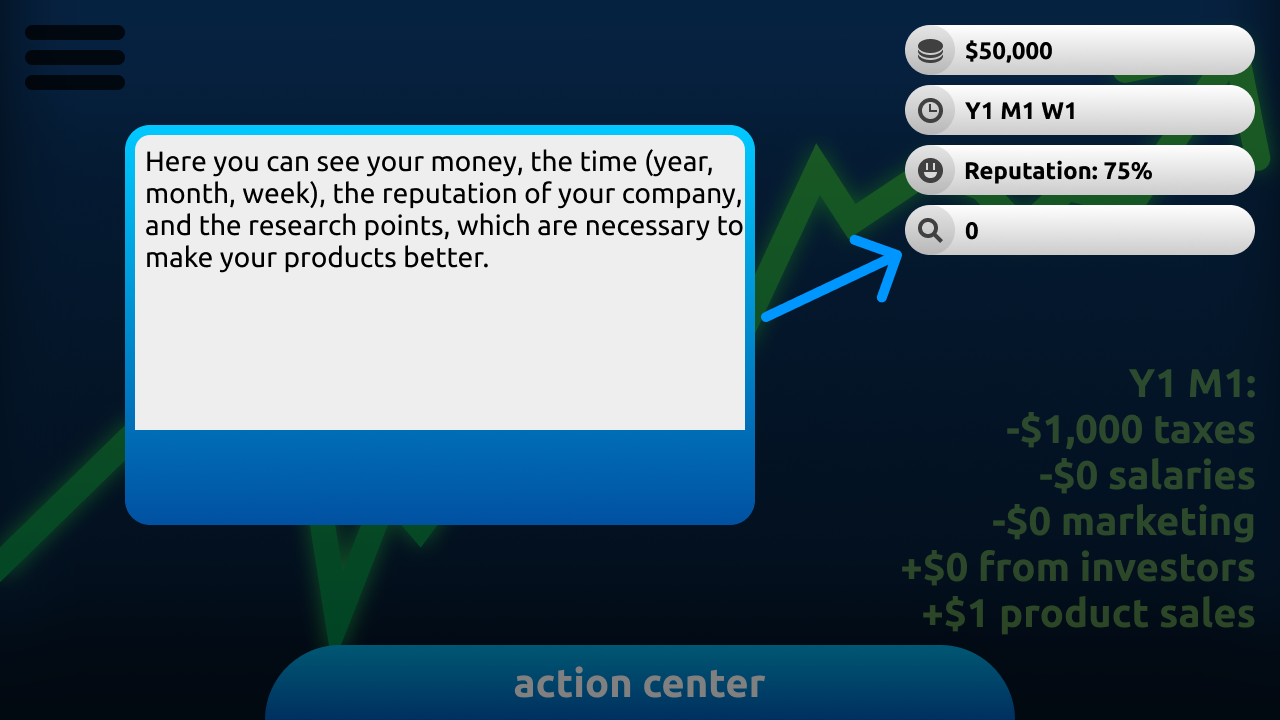 $50,000
Y1 M1 W1
Reputation: 75%
0
Here you can see your money, the time (year,
month, week), the reputation of your company,
and the research points, which are necessary to
make your products better.
Y1 M1:
-$1,000 taxes
-$0 salaries
-$0 marketing
+$0 from investors
+$1 product sales
action center